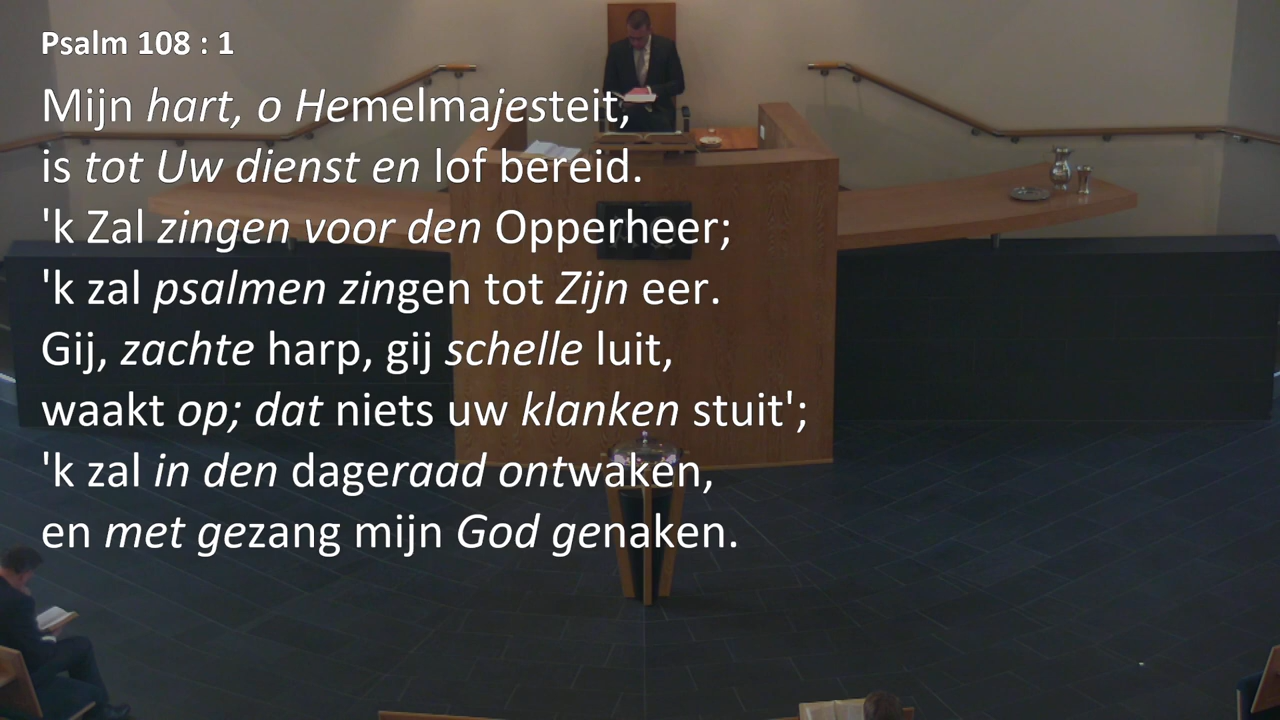 Psalm 108 : 1
Mijn hart, o Hemelmajesteit,
is tot Uw dienst en lof bereid.
'k Zal zingen voor den Opperheer;
'k zal psalmen zingen tot Zijn eer.
Gij, zachte harp, gij schelle luit,
waakt op; dat niets uw klanken stuit';
'k zal in den dageraad ontwaken,
en met gezang mijn God genaken.